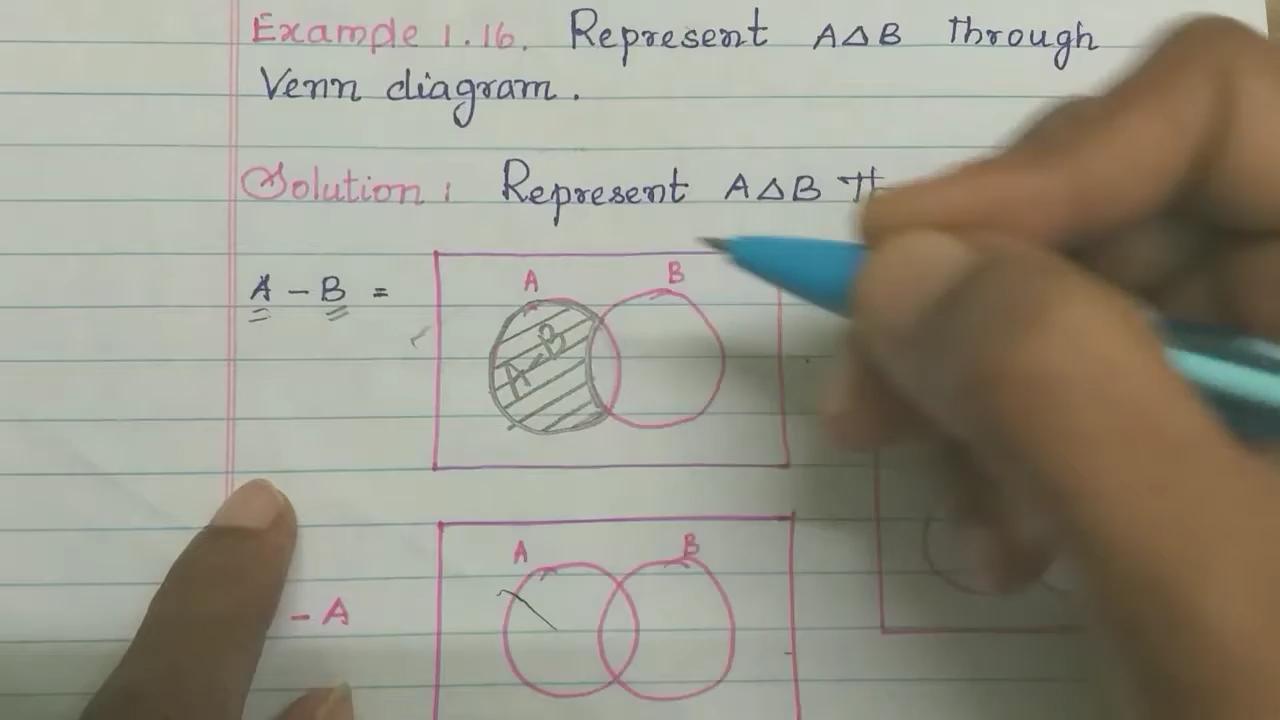 Example 1.16. Represent A∆B Through
Venn diagram.
Solution: Represent A∆B
A - B =
A B
A-B
A B
- A